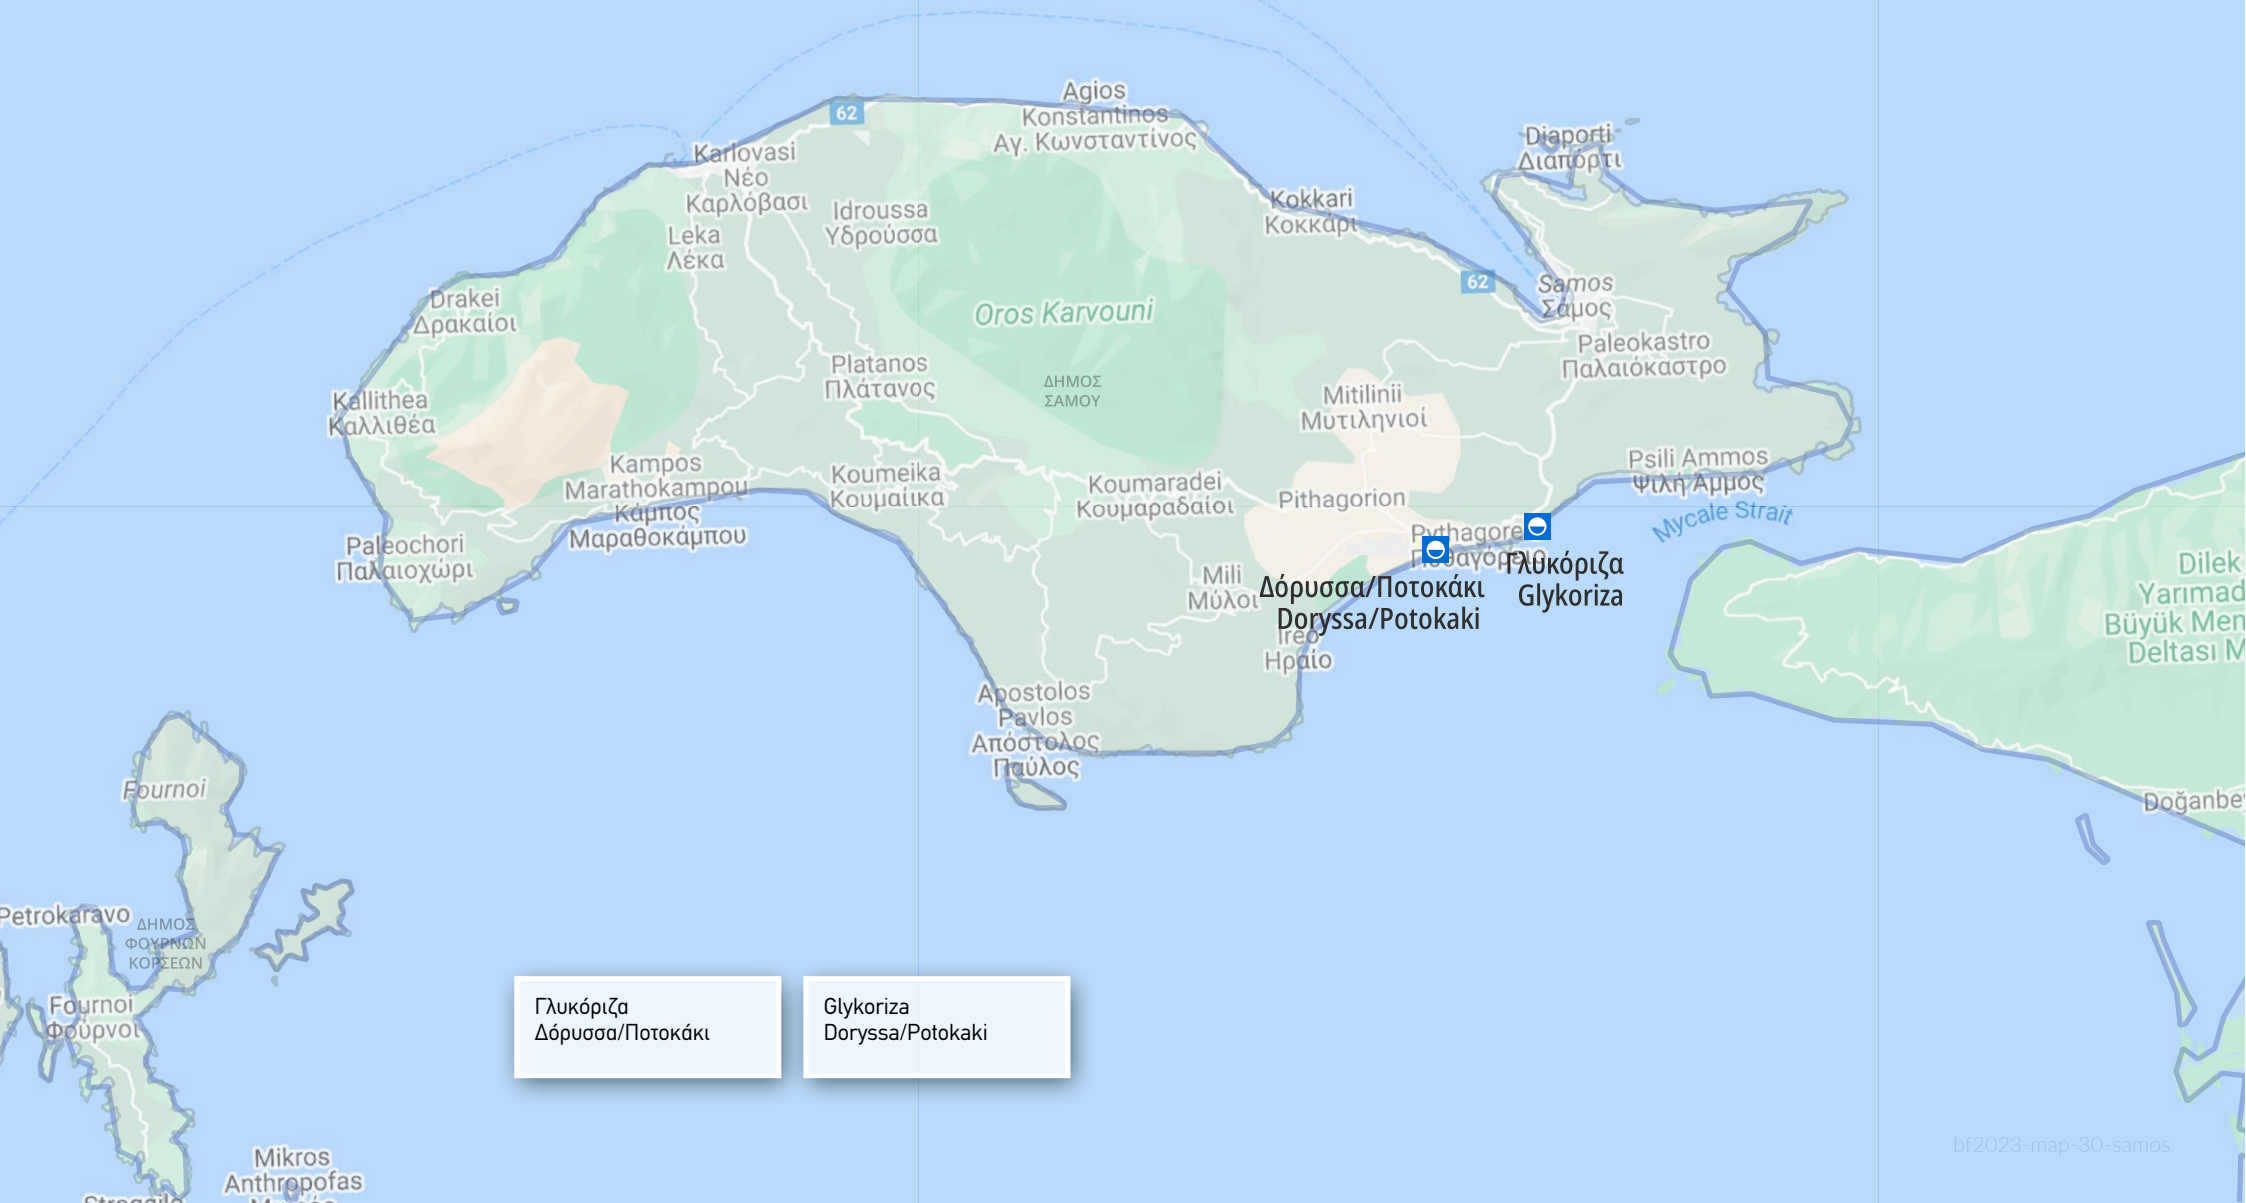 62
Agios
Konstantinos
Αγ. Κωνσταντίνος
Diaporti
Διαπόρτι
Karlovasi
Νέο
Καρλόβασι
Idroussa
Υδρούσσα
Kokkari
Κοκκάρι
Leka
Λέκα
62
Samos
Σάμος
Drakei
Δρακαίοι
Oros Karvouni
Paleokastro
Παλαιόκαστρο
Platanos
Πλάτανος
ΔΗΜΟΣ
ΣΑΜΟΥ
Mitilinii
Μυτιληνιοί
Kallithea
Καλλιθέα
Kampos
Marathokampou
Κάμπος
Μαραθοκάμπου
Koumeika
Κουμαίικα
Koumaradei
Κουμαραδαίοι
Pithagorion
Psili Ammos
Ψιλή Άμμος
Mycale Strait
Paleochori
Παλαιοχώρι
Γλυκόριζα
Glykoriza
Mili
Μύλοι
Δόρυσσα/Ποτοκάκι
Doryssa/Potokaki
Ireo
Ηραίο
Dilek
Yarımad
Büyük Men
Deltası M
Apostolos
Pavlos
Απόστολος
Παύλος
Fournoi
Doğanbey
Petrokaravo
ΔΗΜΟΣ
ΦΟΥΡΝΩΝ
ΚΟΡΣΕΩΝ
Fournoi
Φούρνοι
Γλυκόριζα
Δόρυσσα/Ποτοκάκι
Glykoriza
Doryssa/Potokaki
Mikros
Anthropofas
bf2023-map-30-samos